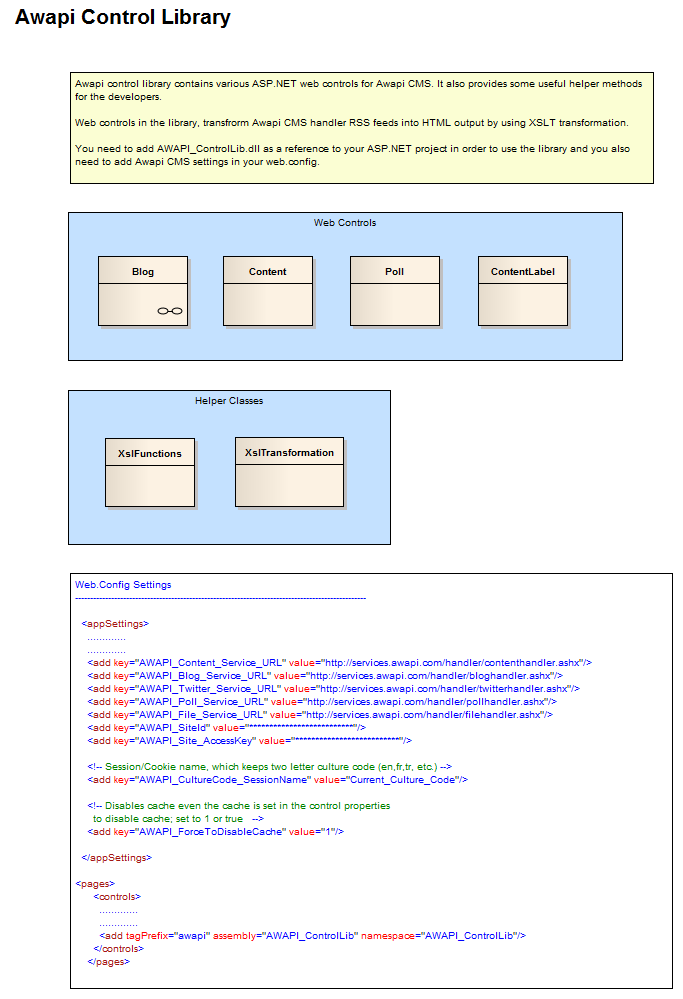 Awapi Control Library
Awapi control library contains various ASP.NET web controls for Awapi CMS. It also provides some useful helper methods
for the developers.
Web controls in the library, transfrorm Awapi CMS handler RSS feeds into HTML output by using XSLT transformation.
You need to add AWAPI_ControlLib.dll as a reference to your ASP.NET project in order to use the library and you also
need to add Awapi CMS settings in your web.config.
Web Controls
Blog
Content
Poll
ContentLabel
Helper Classes
XslFunctions
XslTransformation
Web.Config Settings
------------------------------------------------------------------------------------------------
<appSettings>
.............
.............
<add key="AWAPI_Content_Service_URL" value="http://services.awapi.com/handler/contenthandler.ashx"/>
<add key="AWAPI_Blog_Service_URL" value="http://services.awapi.com/handler/bloghandler.ashx"/>
<add key="AWAPI_Twitter_Service_URL" value="http://services.awapi.com/handler/twitterhandler.ashx"/>
<add key="AWAPI_Poll_Service_URL" value="http://services.awapi.com/handler/pollhandler.ashx"/>
<add key="AWAPI_File_Service_URL" value="http://services.awapi.com/handler/filehandler.ashx"/>
<add key="AWAPI_SiteId" value="**************************"/>
<add key="AWAPI_Site_AccessKey" value="**************************"/>
<!-- Session/Cookie name, which keeps two letter culture code (en,fr,tr, etc.) -->
<add key="AWAPI_CultureCode_SessionName" value="Current_Culture_Code"/>
<!-- Disables cache even the cache is set in the control properties
to disable cache; set to 1 or true -->
<add key="AWAPI_ForceToDisableCache" value="1"/>
</appSettings>
<pages>
<controls>
.............
.............
<add tagPrefix="awapi" assembly="AWAPI_ControlLib" namespace="AWAPI_ControlLib"/>
</controls>
</pages>